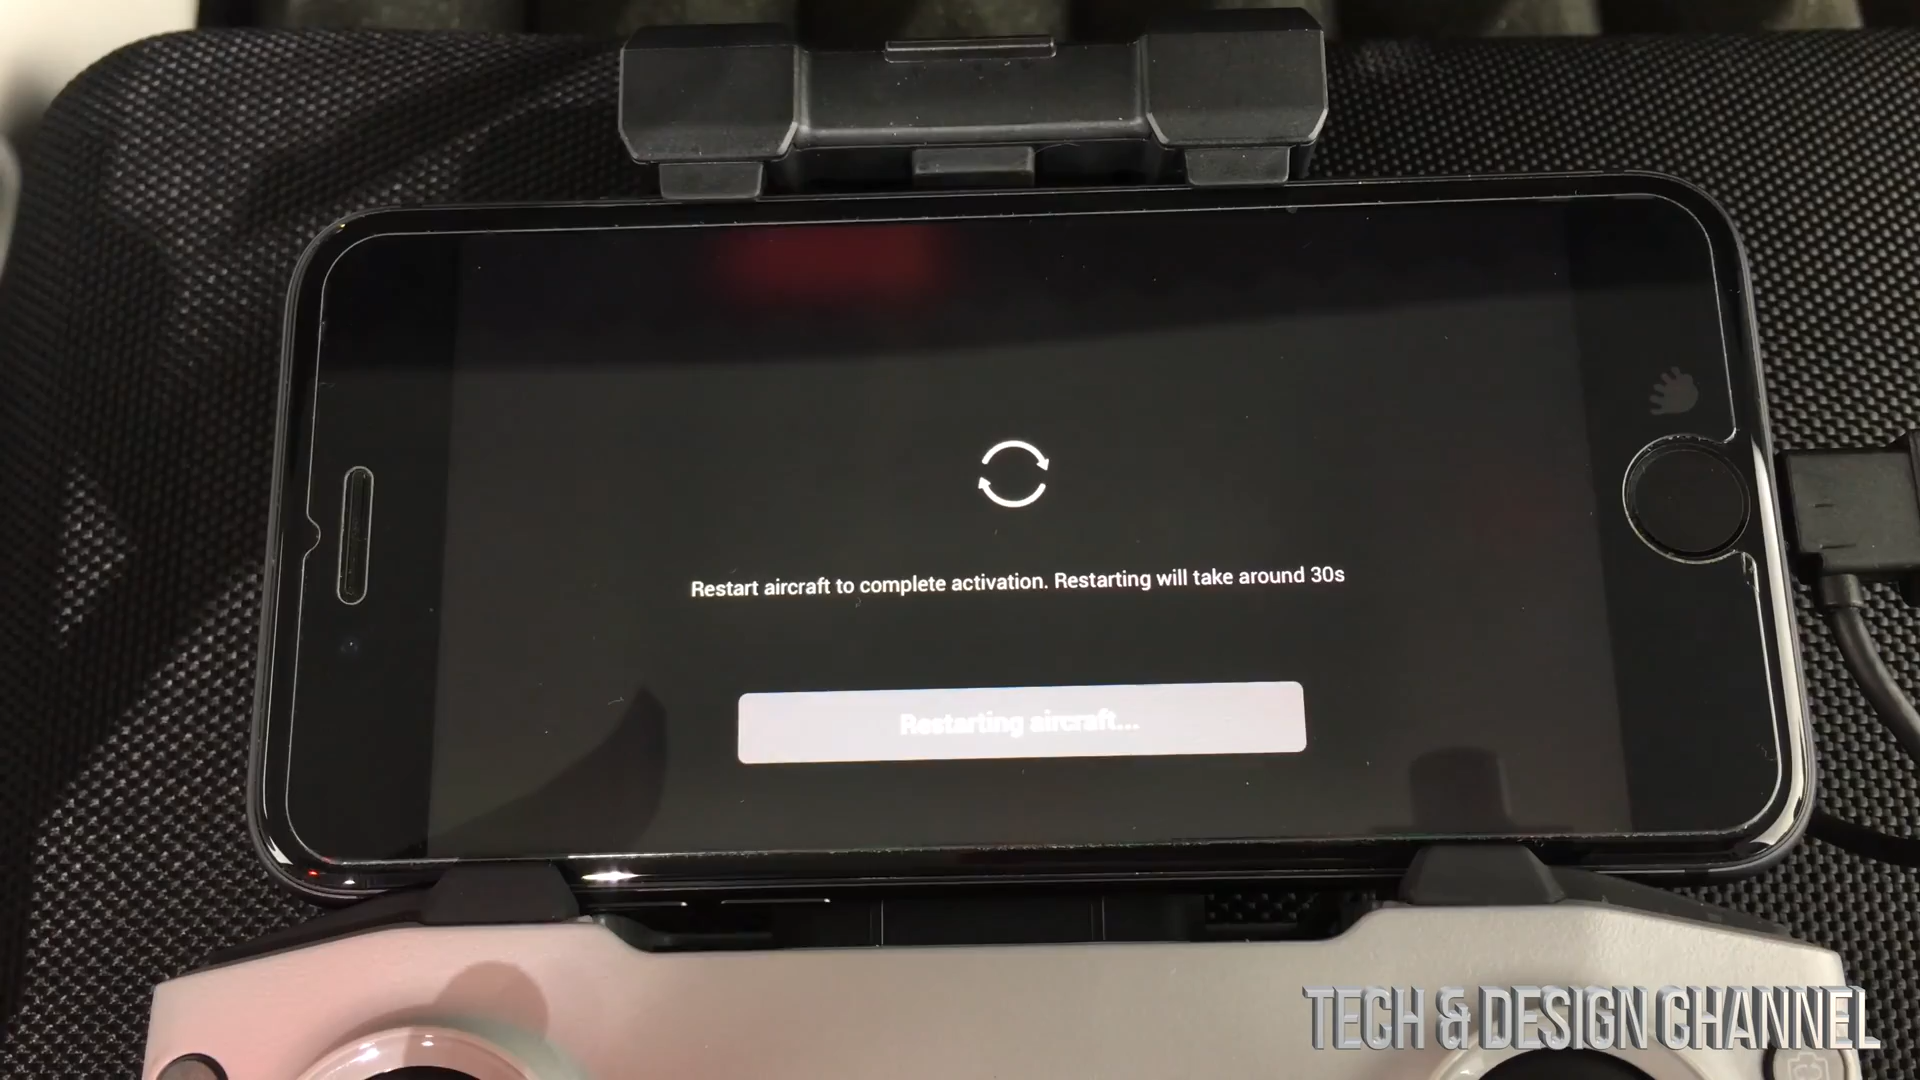 Restart aircraft to complete activation. Restarting will take around 30s
Restarting aircraft...
TECH & DESIGN CHANNEL